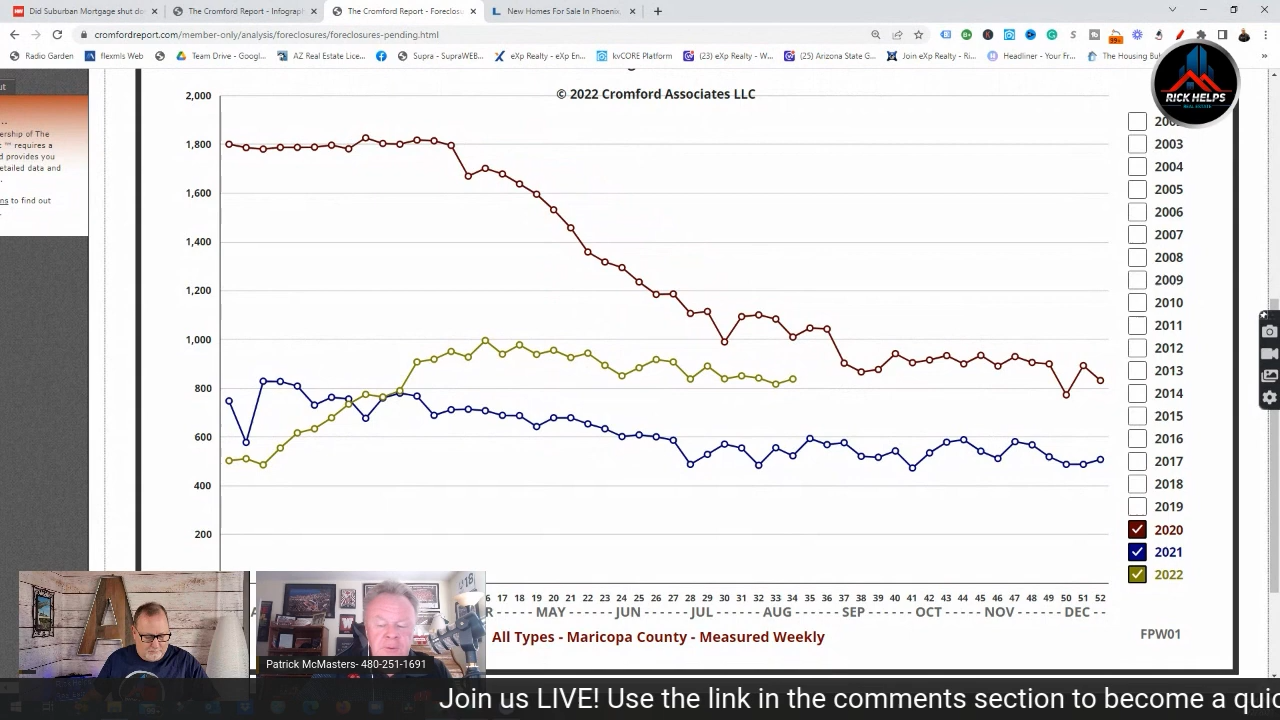 Did Suburban Mortgage shut do
The Cromford Report - Infograph
The Cromford Report - Foreclosu
New Homes For Sale In Phoenix,
cromfordreport.com/member-only/analysis/foreclosures/foreclosures-pending.html
Radio Garden
flexmls Web
Team Drive - Googl...
AZ Real Estate Lice...
Home - SubWEB...
eXp Realty - eXp En...
kvCORE Platform
(23) eXp Realty - W...
(25) Arizona State G...
Join eXp Realty - Ri...
Headliner - Your Fr...
The Housing Bub
RICK HELPS
REAL ESTATE
© 2022 Cromford Associates LLC
ership of The
requires a
d provides you
etailed data and
to find out
2,000
1,800
1,600
1,400
1,200
1,000
800
600
400
200
2003
2004
2005
2006
2007
2008
2009
2010
2011
2012
2013
2014
2015
2016
2017
2018
2019
2020
2021
2022
17 18 19 20 21 22 23 24 25 26 27 28 29 30 31 32 33 34 35 36 37 38 39 40 41 42 43 44 45 46 47 48 49 50 51 52
R - - - - - MAY - - - - - JUN - - - - - JUL - - - - - AUG - - - - - SEP - - - - - OCT - - - - - NOV - - - - - DEC - -
All Types - Maricopa County - Measured Weekly
FPW01
Patrick McMasters- 480-251-1691
Join us LIVE! Use the link in the comments section to become a quic